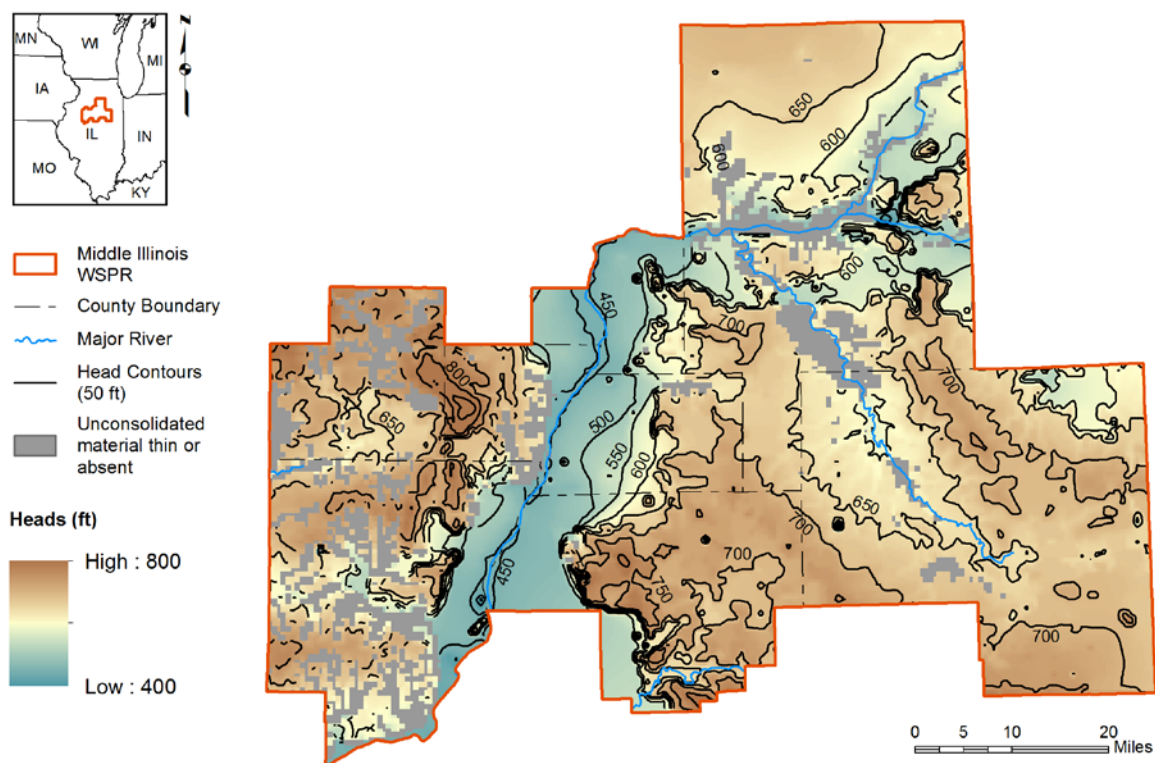 N
MN
WI
MI
IA
IL
IN
MO
KY
Middle Illinois
WSPR
County Boundary
Major River
Head Contours
(50 ft)
Unconsolidated
material thin or
absent
Heads (ft)
High : 800
Low : 400
650
600
600
600
450
700
800
700
650
500
550
600
650
700
700
450
750
700
0 5 10 20
Miles